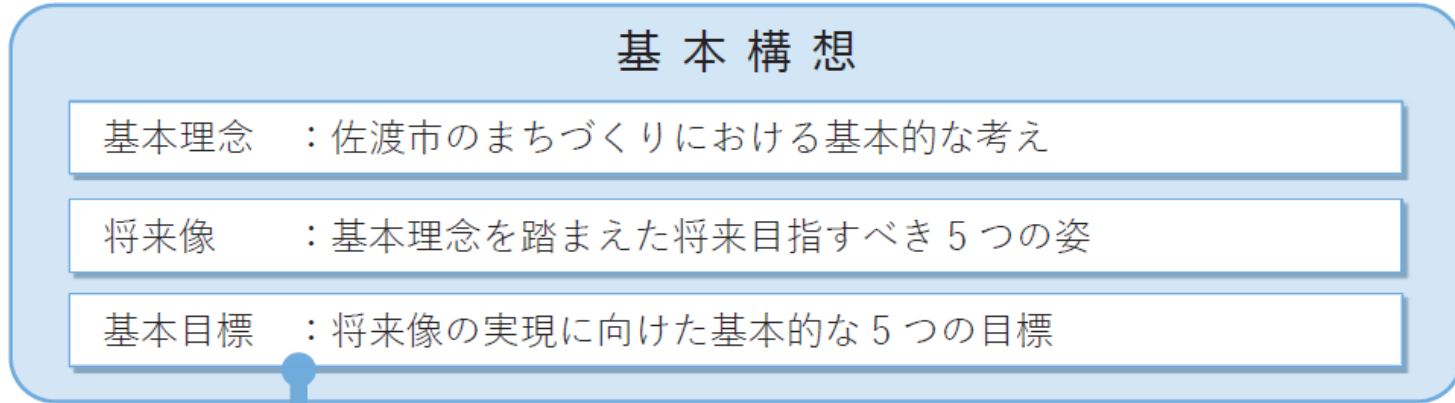 基本構想
基本理念　：佐渡市のまちづくりにおける基本的な考え
将来像　　：基本理念を踏まえた将来目指すべき5つの姿
基本目標　：将来像の実現に向けた基本的な5つの目標